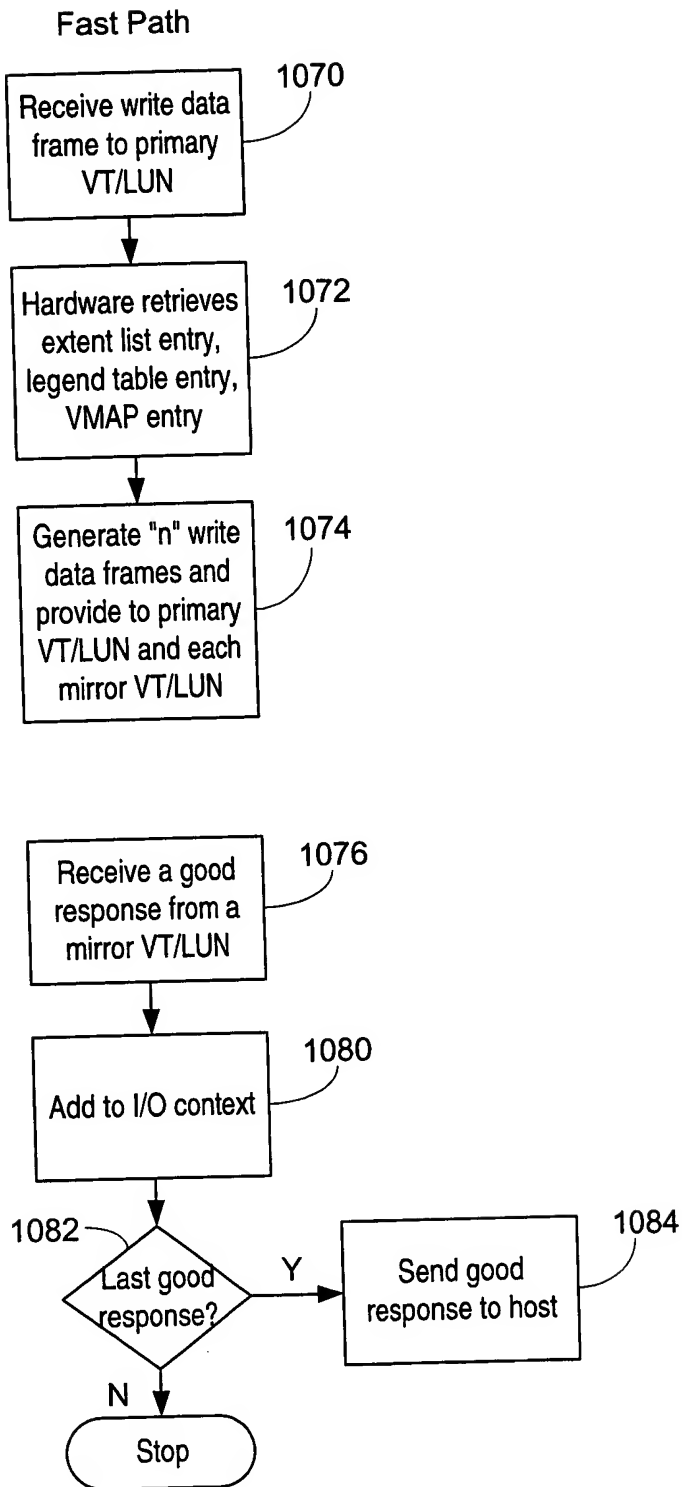 Fast Path
1070
Receive write data
frame to primary
VT/LUN
1072
Hardware retrieves
extent list entry,
legend table entry,
VMAP entry
1074
Generate "n" write
data frames and
provide to primary
VT/LUN and each
mirror VT/LUN
1076
Receive a good
response from a
mirror VT/LUN
1080
Add to I/O context
1082
Last good
response?
Y
1084
Send good
response to host
N
Stop